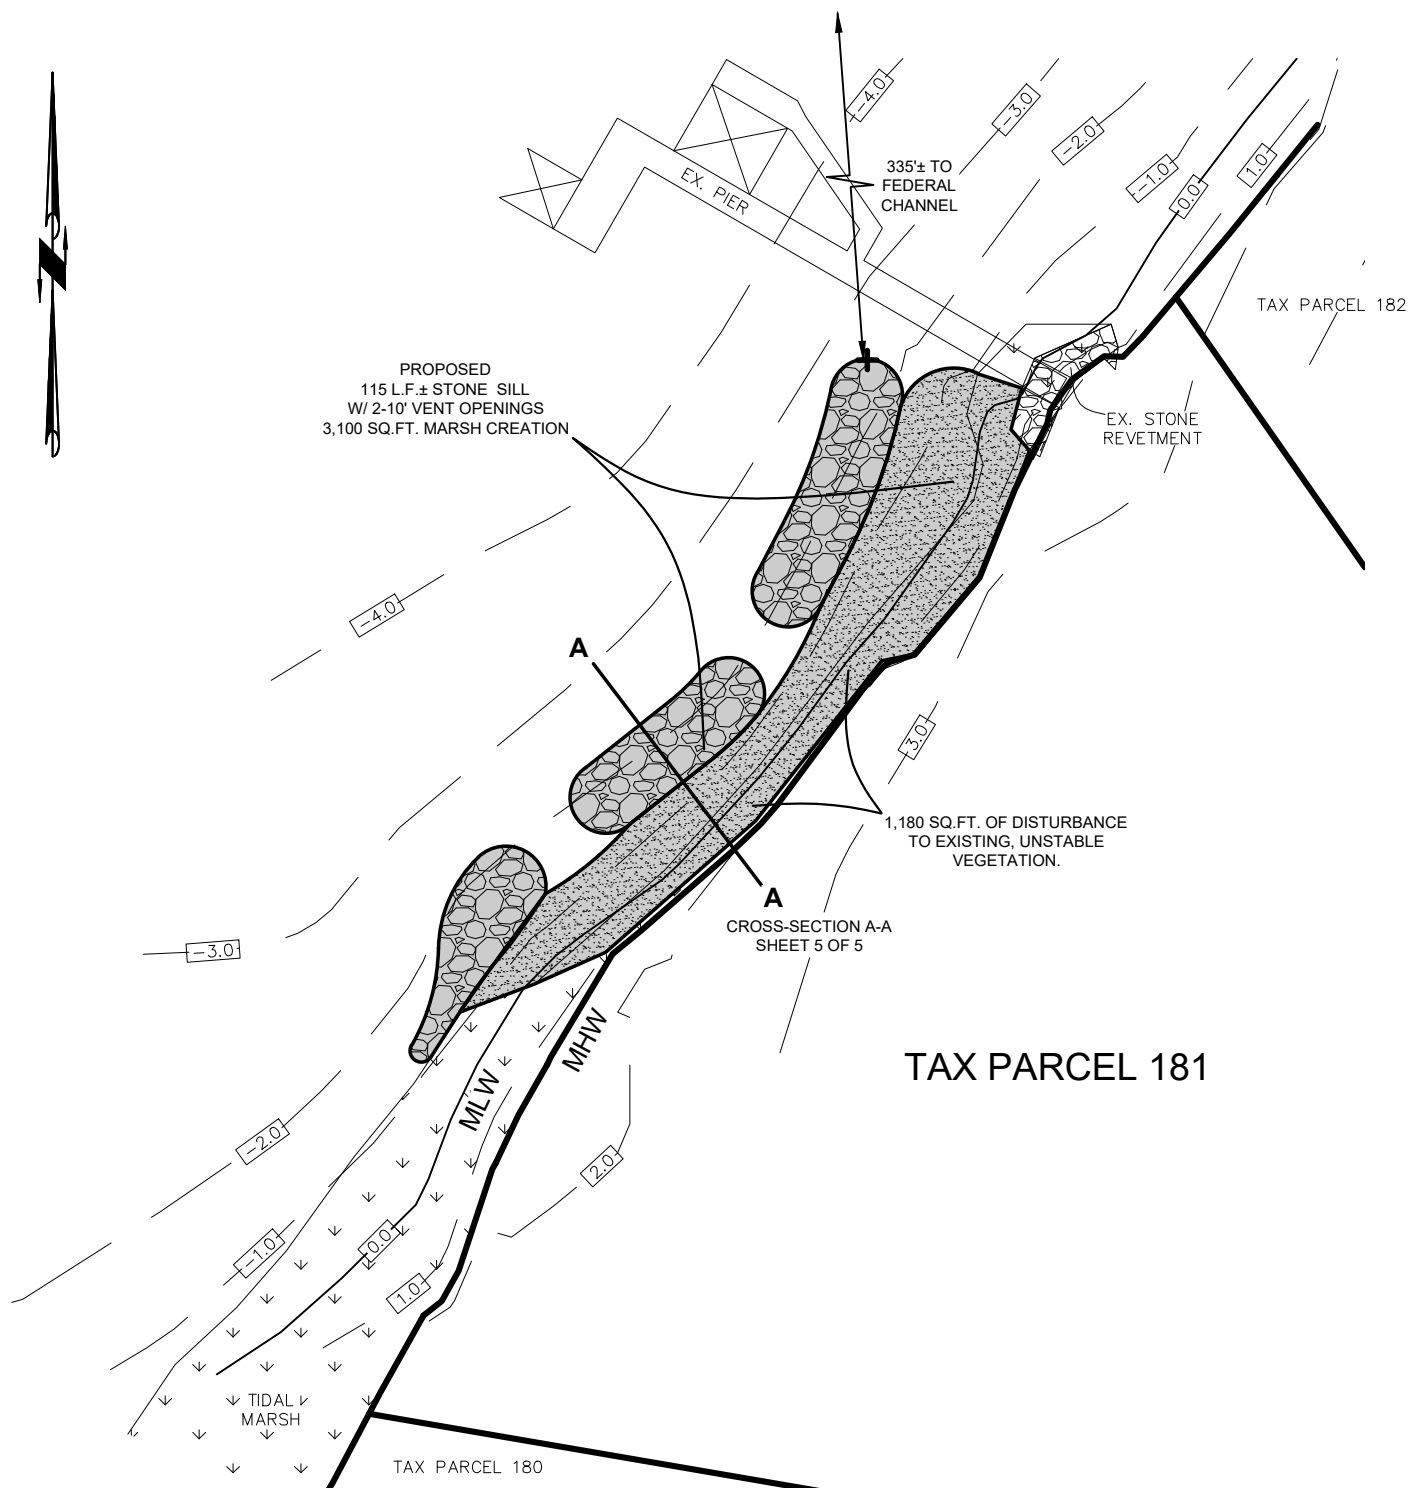 -4.0
-3.0
-2.0
-1.0
0.0
1.0
335'± TO
FEDERAL
CHANNEL
EX. PIER
TAX PARCEL 182
PROPOSED
115 L.F.± STONE SILL
W/ 2-10' VENT OPENINGS
3,100 SQ.FT. MARSH CREATION
EX. STONE
REVETMENT
-4.0
A
3.0
1,180 SQ.FT. OF DISTURBANCE
TO EXISTING, UNSTABLE
VEGETATION.
A
CROSS-SECTION A-A
SHEET 5 OF 5
-3.0
MHW
MLW
TAX PARCEL 181
-2.0
2.0
-1.0
0.0
1.0
TIDAL
MARSH
TAX PARCEL 180